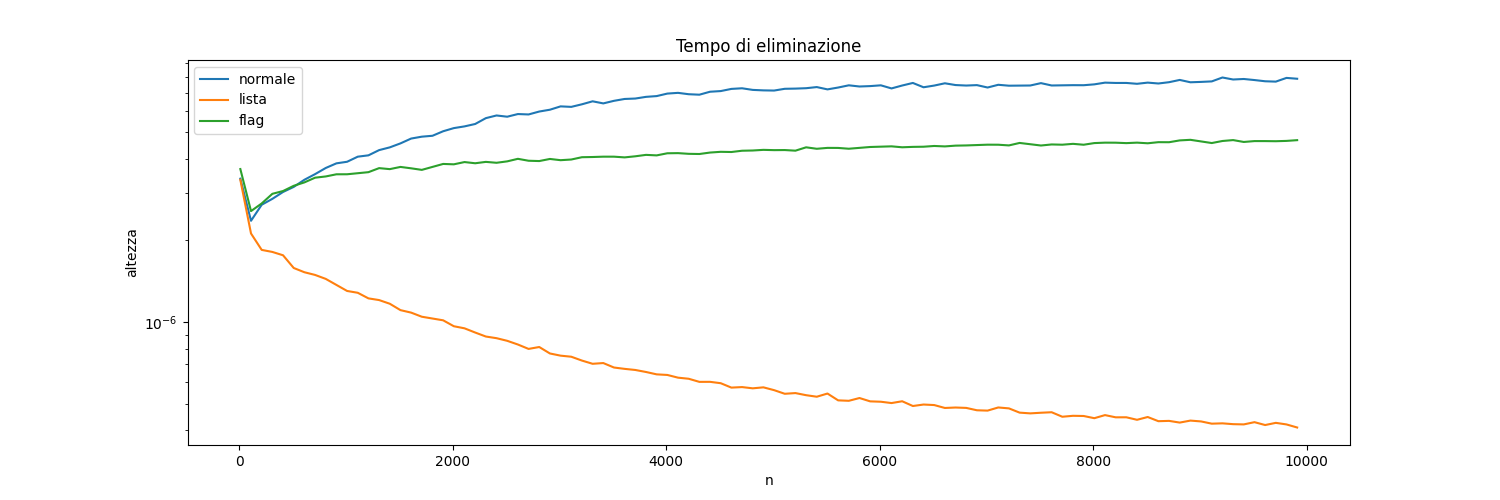 Tempo di eliminazione
normale
lista
flag
altezza
10⁻⁶
0 2000 4000 6000 8000 10000
n